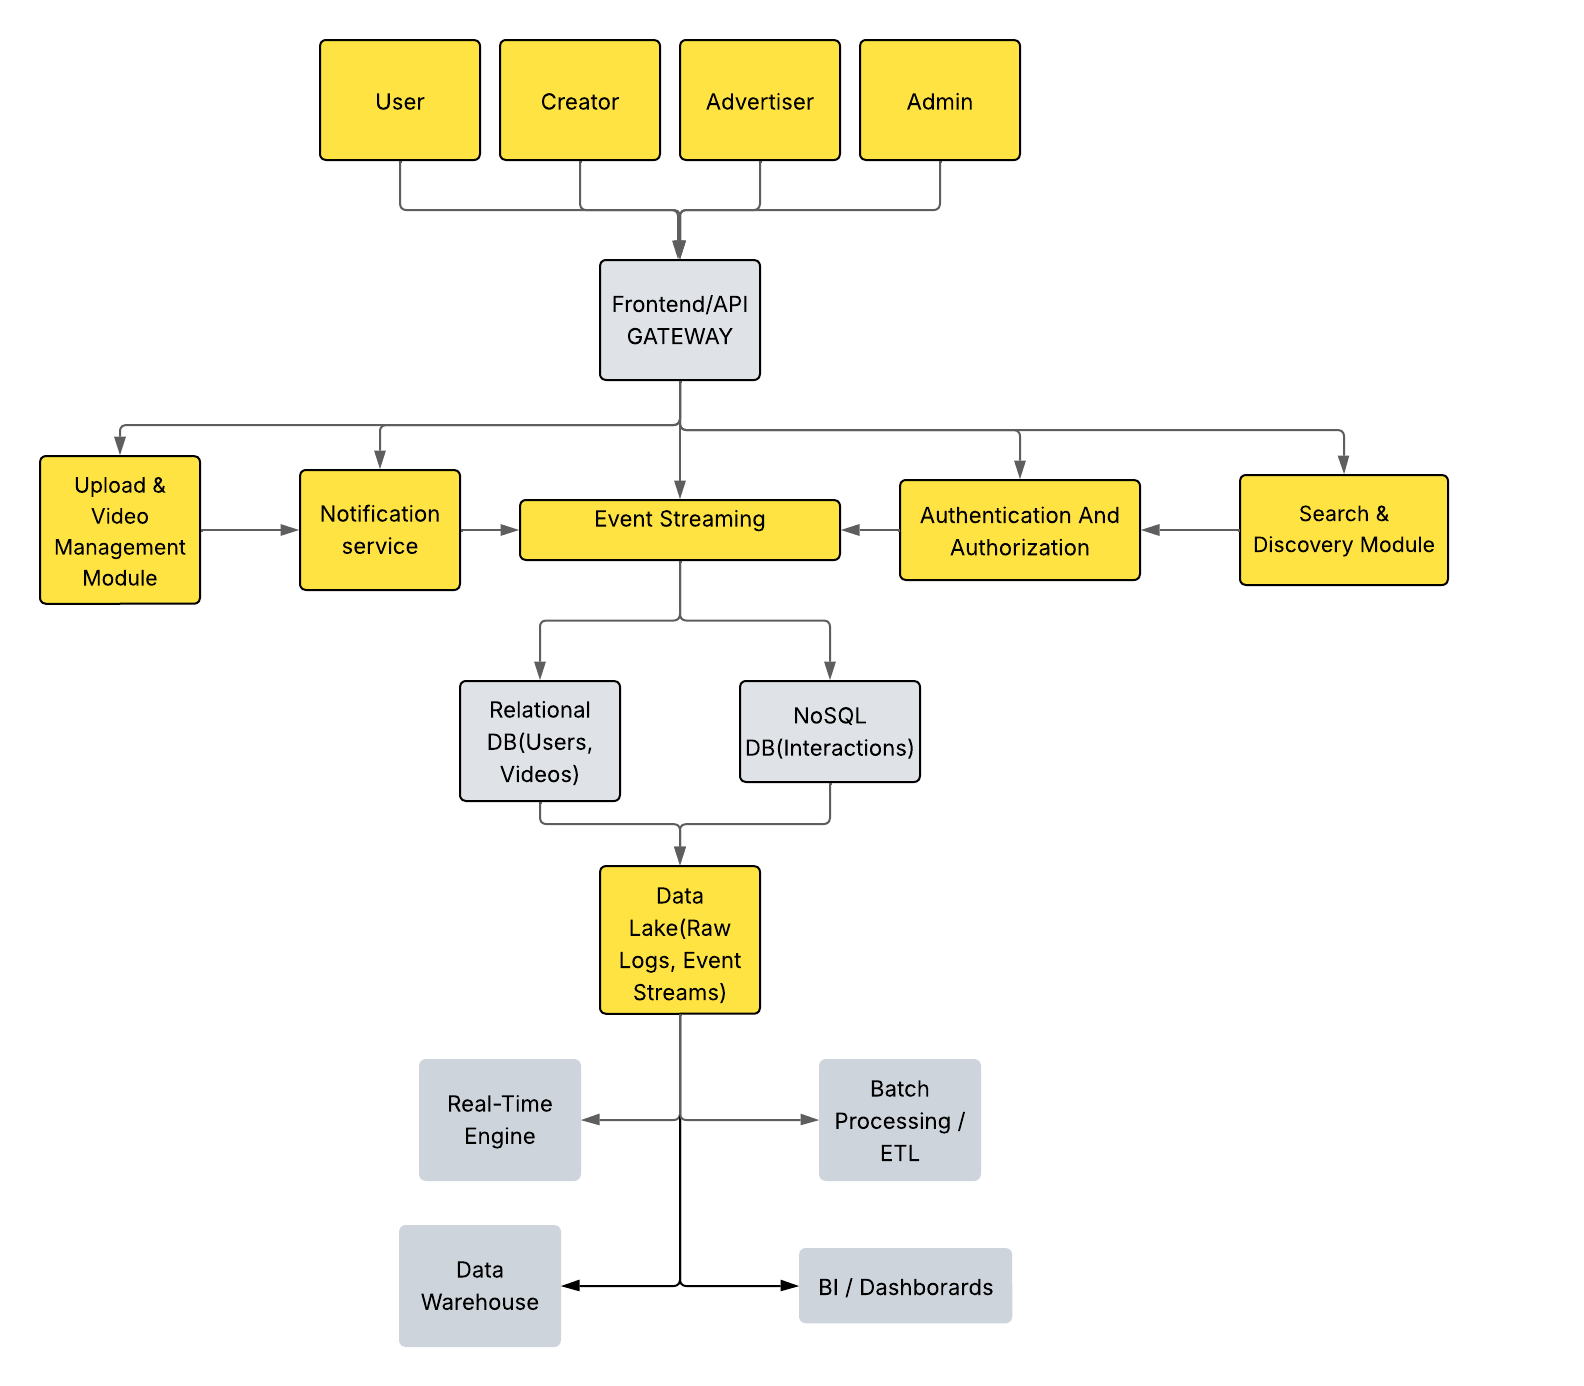 User
Creator
Advertiser
Admin
Frontend/API
GATEWAY
Upload &
Video
Management
Module
Notification
service
Event Streaming
Authentication And
Authorization
Search &
Discovery Module
Relational
DB(Users,
Videos)
NoSQL
DB(Interactions)
Data
Lake(Raw
Logs, Event
Streams)
Real-Time
Engine
Batch
Processing /
ETL
Data
Warehouse
BI / Dashborards